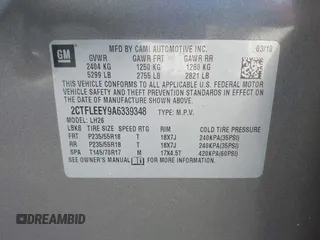 GM
MFD BY CAMI AUTOMOTIVE INC. 03/10
GVWR GAWR FRT GAWR RR
2404 KG 1250 KG 1280 KG
5299 LB 2755 LB 2821 LB
THIS VEHICLE CONFORMS TO ALL APPLICABLE U.S. FEDERAL MOTOR
VEHICLE SAFETY AND THEFT PREVENTION STANDARDS IN EFFECT ON
THE DATE OF MANUFACTURE SHOWN ABOVE.
2CTFLEEY9A6339348 TYPE: M.P.V.
MODEL: LH26
TIRE SIZE SPEED RTG RIM COLD TIRE PRESSURE
FRT P235/55R18 T 18X7J 240KPA(35PSI)
RR P235/55R18 T 18X7J 240KPA(35PSI)
SPA T145/70R17 M 17X4.5T 420KPA(60PSI)
SEE OWNER'S MANUAL FOR ADDITIONAL INFORMATION.
DREAMBID